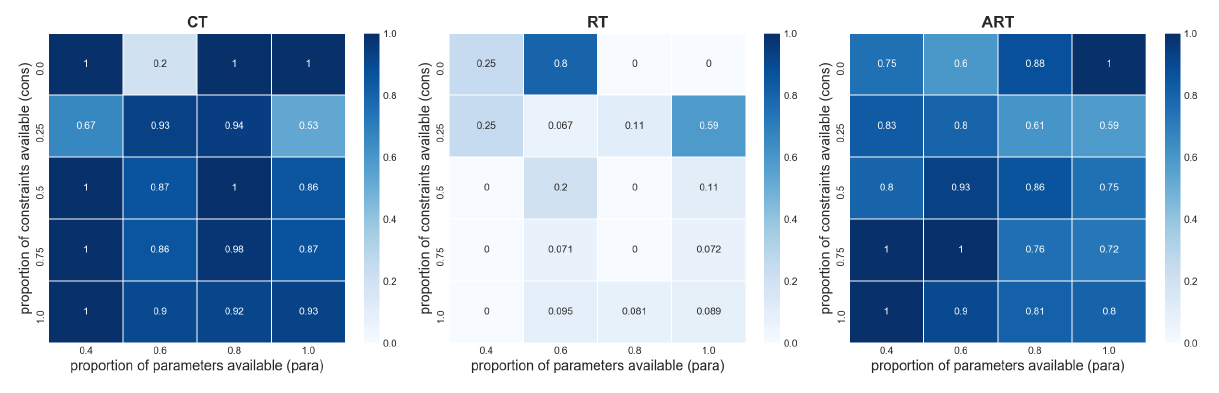 CT
proportion of constraints available (cons)
0.0 1 0.2 1 1
0.25 0.67 0.93 0.94 0.53
0.5 1 0.87 1 0.86
0.75 1 0.86 0.98 0.87
1.0 1 0.9 0.92 0.93
0.4 0.6 0.8 1.0
proportion of parameters available (para)
1.0
0.8
0.6
0.4
0.2
0.0
RT
proportion of constraints available (cons)
0.0 0.25 0.8 0 0
0.25 0.25 0.067 0.11 0.59
0.5 0 0.2 0 0.11
0.75 0 0.071 0 0.072
1.0 0 0.095 0.081 0.089
0.4 0.6 0.8 1.0
proportion of parameters available (para)
1.0
0.8
0.6
0.4
0.2
0.0
ART
proportion of constraints available (cons)
0.0 0.75 0.6 0.88 1
0.25 0.83 0.8 0.61 0.59
0.5 0.8 0.93 0.86 0.75
0.75 1 1 0.76 0.72
1.0 1 0.9 0.81 0.8
0.4 0.6 0.8 1.0
proportion of parameters available (para)
1.0
0.8
0.6
0.4
0.2
0.0